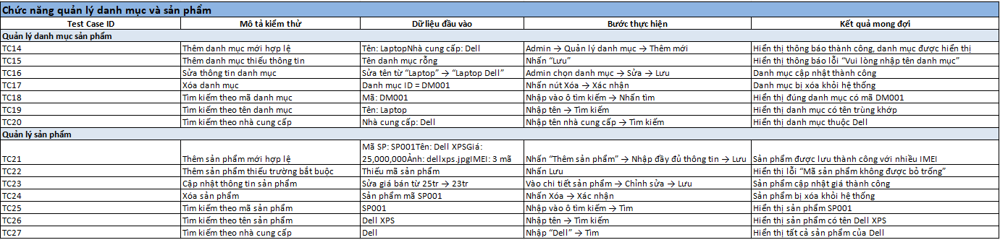 Chức năng quản lý danh mục và sản phẩm
Test Case ID Mô tả kiểm thử Dữ liệu đầu vào Bước thực hiện Kết quả mong đợi
Quản lý danh mục sản phẩm
TC14 Thêm danh mục mới hợp lệ Tên: LaptopNhà cung cấp: Dell Admin → Quản lý danh mục → Thêm mới Hiển thị thông báo thành công, danh mục được hiển thị
TC15 Thêm danh mục thiếu thông tin Tên danh mục rỗng Nhấn “Lưu” Hiển thị thông báo lỗi “Vui lòng nhập tên danh mục”
TC16 Sửa thông tin danh mục Sửa tên từ “Laptop” → “Laptop Dell” Admin chọn danh mục → Sửa → Lưu Danh mục cập nhật thành công
TC17 Xóa danh mục Danh mục ID = DM001 Nhấn nút Xóa → Xác nhận Danh mục bị xóa khỏi hệ thống
TC18 Tìm kiếm theo mã danh mục Mã: DM001 Nhập vào ô tìm kiếm → Nhấn tìm Hiển thị đúng danh mục có mã DM001
TC19 Tìm kiếm theo tên danh mục Tên: Laptop Nhập tên → Tìm kiếm Hiển thị danh mục có tên trùng khớp
TC20 Tìm kiếm theo nhà cung cấp Nhà cung cấp: Dell Nhập tên nhà cung cấp → Tìm kiếm Hiển thị danh mục thuộc Dell
Quản lý sản phẩm
Mã SP: SP001Tên: Dell XPSGiá:
TC21 Thêm sản phẩm mới hợp lệ 25,000,000Ảnh: dellxps.jpgIMEI: 3 mã Nhấn “Thêm sản phẩm” → Nhập đầy đủ thông tin → Lưu Sản phẩm được lưu thành công với nhiều IMEI
TC22 Thêm sản phẩm thiếu trường bắt buộc Thiếu mã sản phẩm Nhấn Lưu Hiển thị lỗi “Mã sản phẩm không được bỏ trống”
TC23 Cập nhật thông tin sản phẩm Sửa giá bán từ 25tr → 23tr Vào chi tiết sản phẩm → Chỉnh sửa → Lưu Sản phẩm cập nhật giá thành công
TC24 Xóa sản phẩm Sản phẩm mã SP001 Nhấn Xóa → Xác nhận Sản phẩm bị xóa khỏi hệ thống
TC25 Tìm kiếm theo mã sản phẩm SP001 Nhập vào ô tìm kiếm → Tìm Hiển thị sản phẩm SP001
TC26 Tìm kiếm theo tên sản phẩm Dell XPS Nhập tên → Tìm kiếm Hiển thị sản phẩm có tên Dell XPS
TC27 Tìm kiếm theo nhà cung cấp Dell Nhập “Dell” → Tìm Hiển thị tất cả sản phẩm của Dell